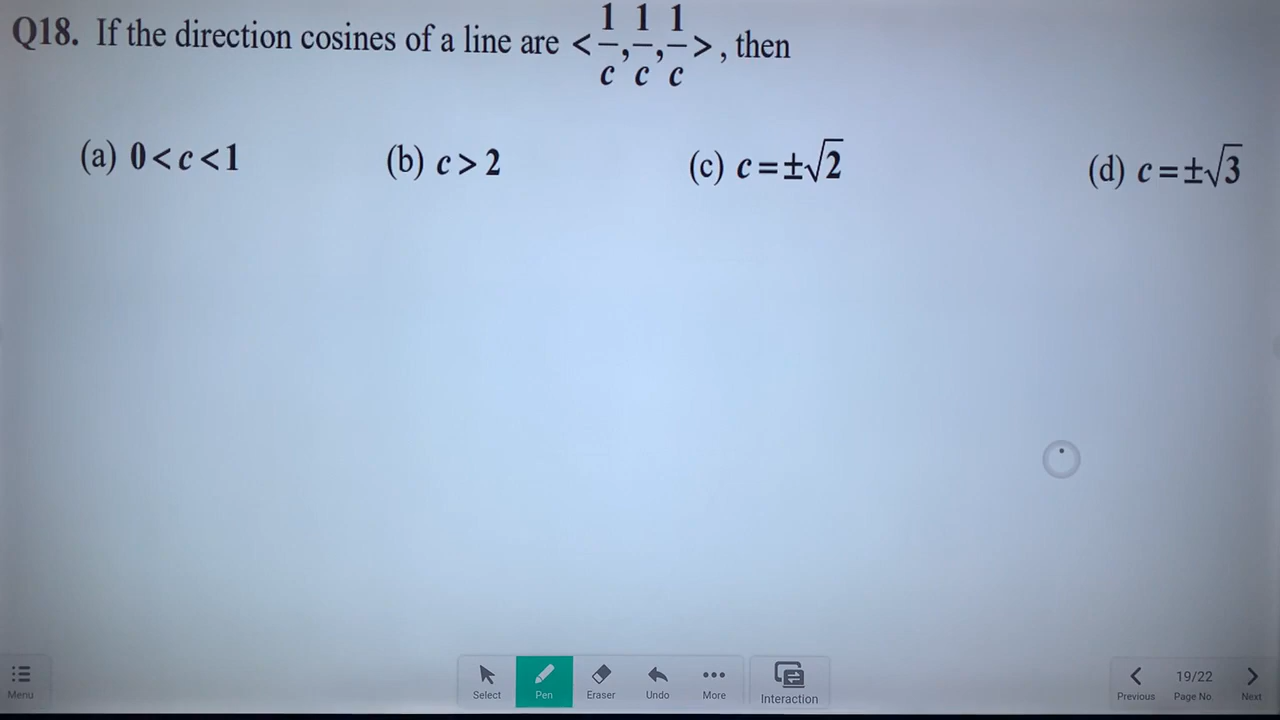 Q18. If the direction cosines of a line are <1/c, 1/c, 1/c>, then
(a) 0<c<1 (b) c>2 (c) c=±√2 (d) c=±√3
Menu Select Pen Eraser Undo More Interaction Previous 19/22 Page No Next